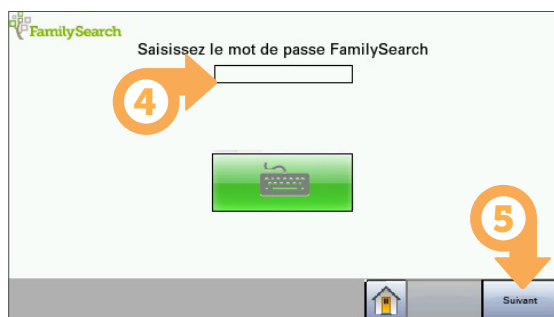 FamilySearch
Saisissez le mot de passe FamilySearch
4
5
Suivant